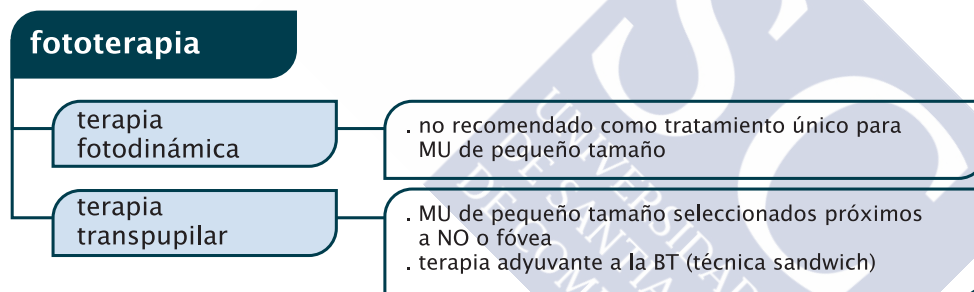 fototerapia
terapia
fotodinámica
. no recomendado como tratamiento único para
MU de pequeño tamaño
terapia
transpupilar
. MU de pequeño tamaño seleccionados próximos
a NO o fóvea
. terapia adyuvante a la BT (técnica sandwich)